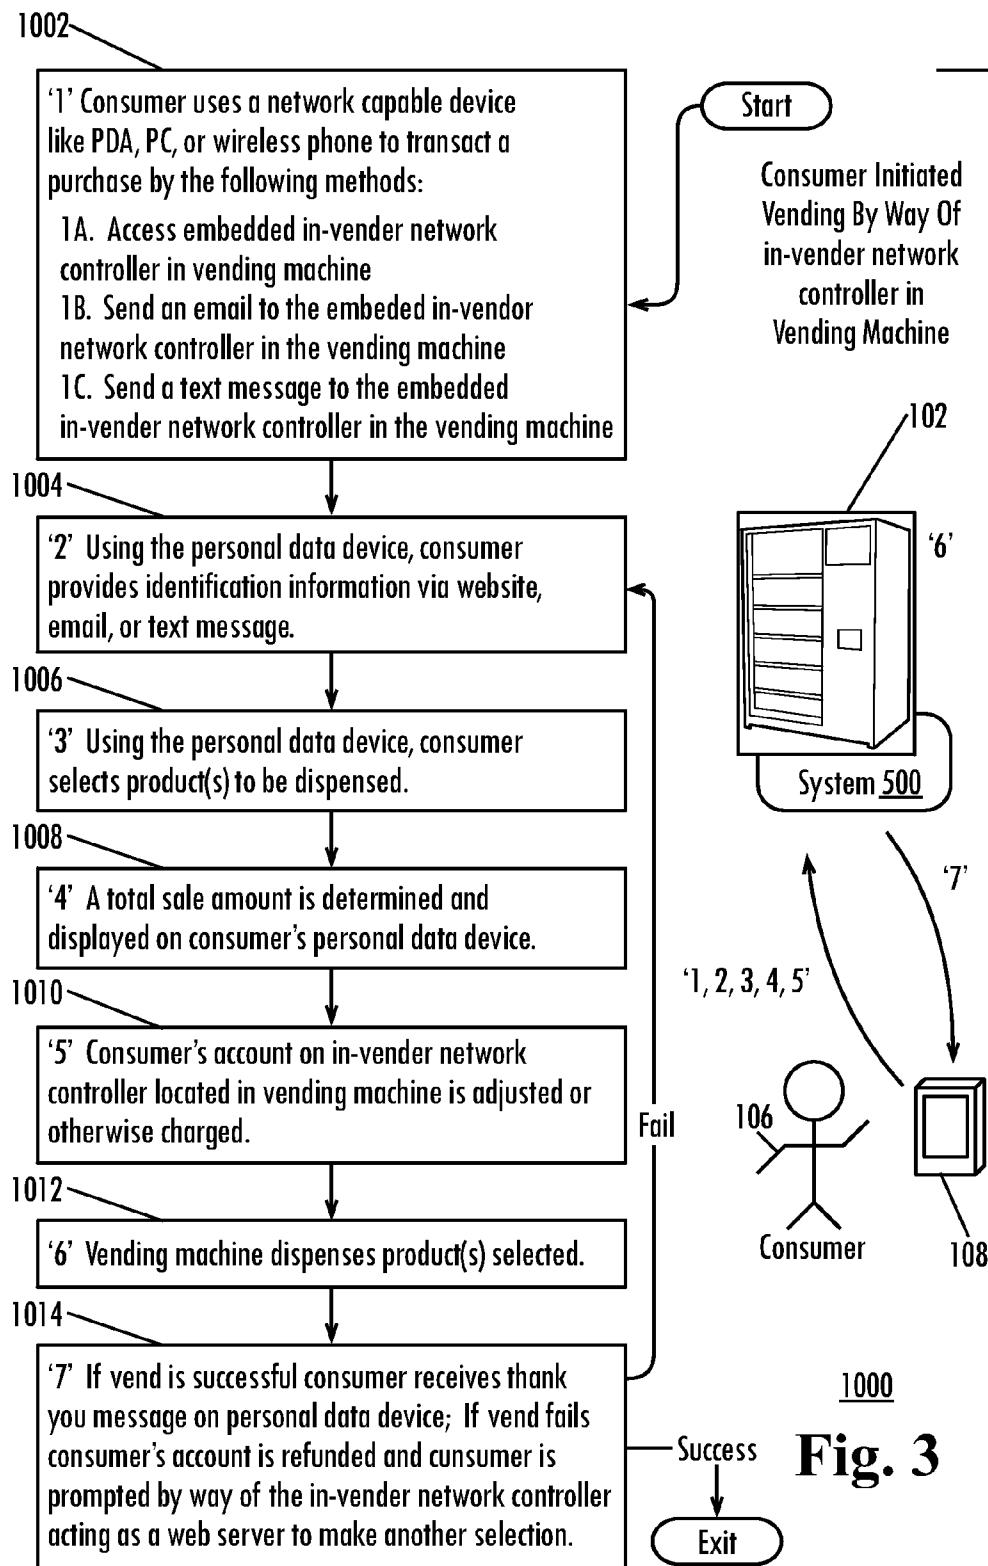 1002
'1' Consumer uses a network capable device
like PDA, PC, or wireless phone to transact a
purchase by the following methods:
1A. Access embedded in-vender network
controller in vending machine
1B. Send an email to the embeded in-vendor
network controller in the vending machine
1C. Send a text message to the embedded
in-vender network controller in the vending machine
Start
Consumer Initiated
Vending By Way Of
in-vender network
controller in
Vending Machine
1004
'2' Using the personal data device, consumer
provides identification information via website,
email, or text message.
1006
'3' Using the personal data device, consumer
selects product(s) to be dispensed.
1008
'4' A total sale amount is determined and
displayed on consumer's personal data device.
1010
'5' Consumer's account on in-vender network
controller located in vending machine is adjusted or
otherwise charged.
1012
'6' Vending machine dispenses product(s) selected.
1014
'7' If vend is successful consumer receives thank
you message on personal data device; If vend fails
consumer's account is refunded and cunsumer is
prompted by way of the in-vender network controller
acting as a web server to make another selection.
Fail
Success
Exit
102
'6'
System 500
'7'
'1, 2, 3, 4, 5'
106
Consumer
108
1000
Fig. 3